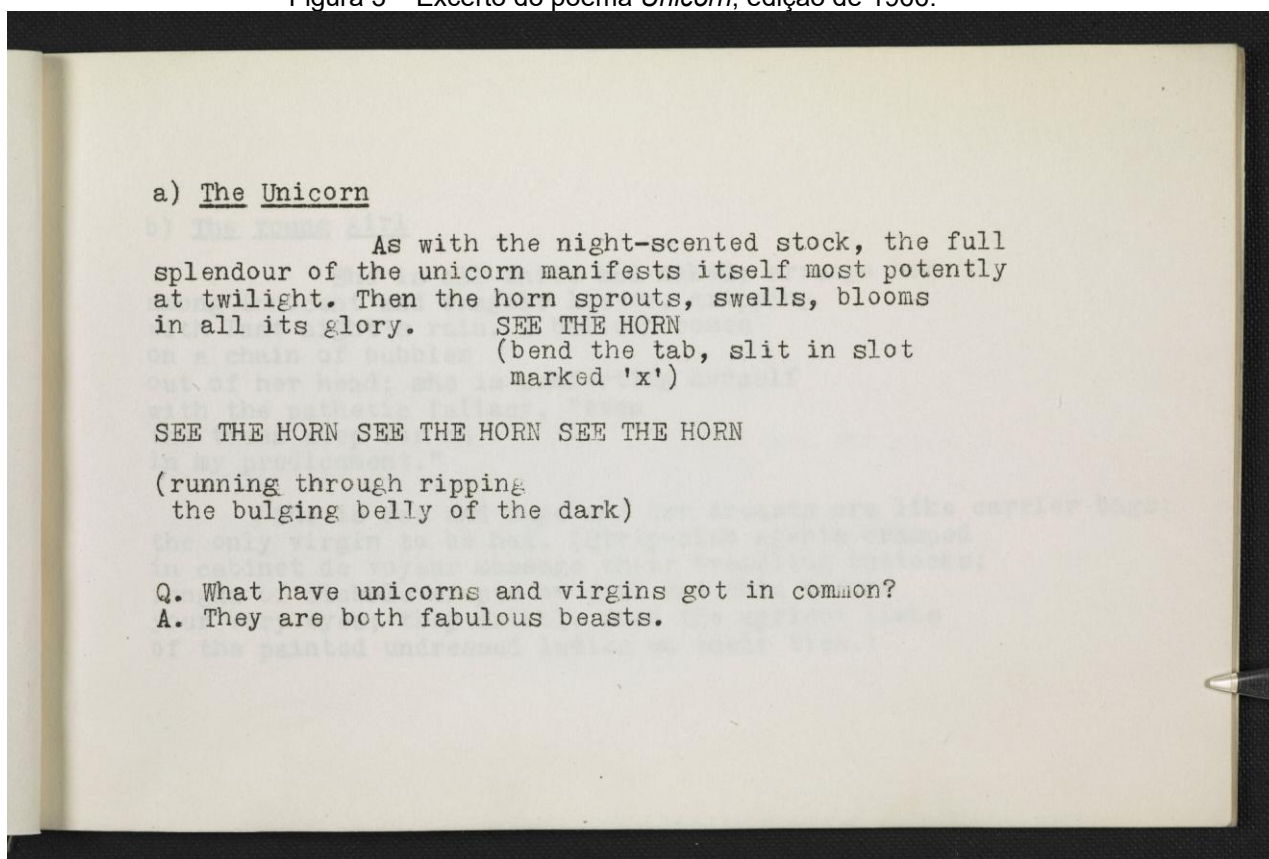 Figura 3 – Excerto do poema Unicorn, edição de 1966.
a) The Unicorn
As with the night-scented stock, the full
splendour of the unicorn manifests itself most potently
at twilight. Then the horn sprouts, swells, blooms
in all its glory. SEE THE HORN
(bend the tab, slit in slot
marked 'x')
SEE THE HORN SEE THE HORN SEE THE HORN
(running through ripping
the bulging belly of the dark)
Q. What have unicorns and virgins got in common?
A. They are both fabulous beasts.